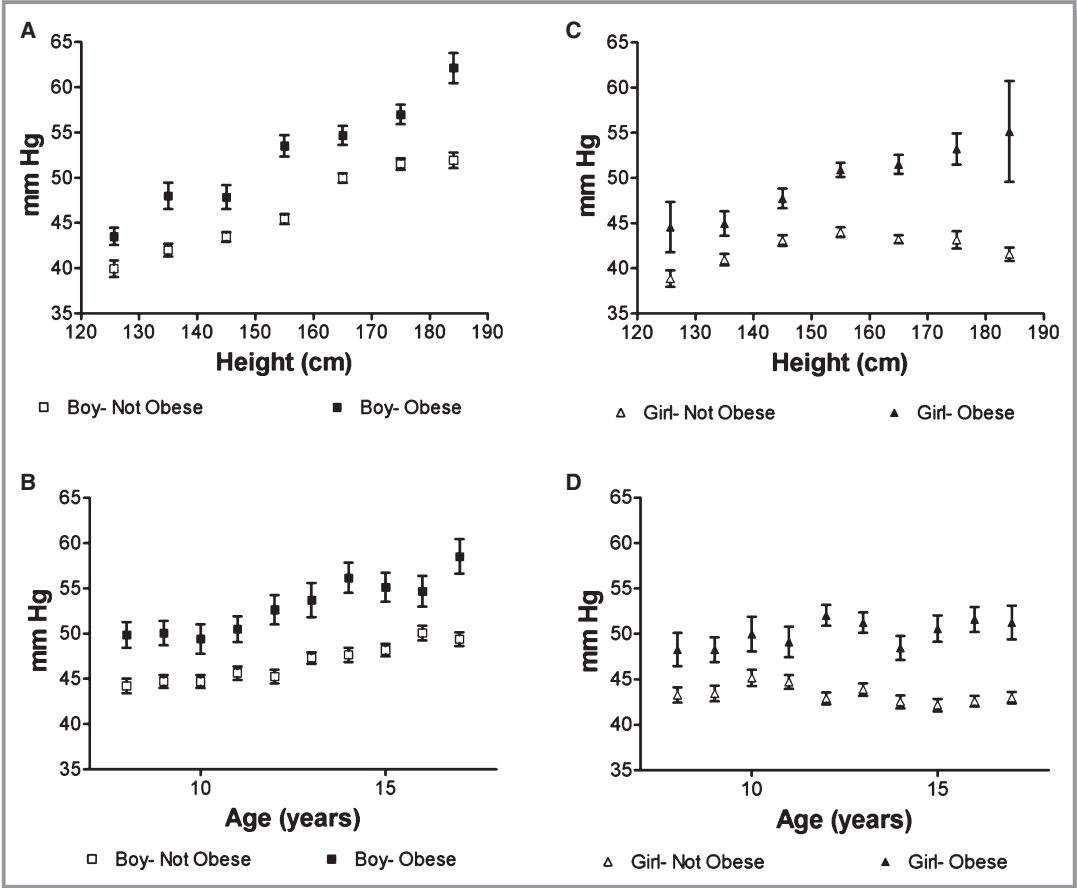 A
65
60
55
50
45
40
35
mm Hg
120 130 140 150 160 170 180 190
Height (cm)
Boy- Not Obese Boy- Obese
C
65
60
55
50
45
40
35
mm Hg
120 130 140 150 160 170 180 190
Height (cm)
Girl- Not Obese Girl- Obese
B
65
60
55
50
45
40
35
mm Hg
10 15
Age (years)
Boy- Not Obese Boy- Obese
D
65
60
55
50
45
40
35
mm Hg
10 15
Age (years)
Girl- Not Obese Girl- Obese